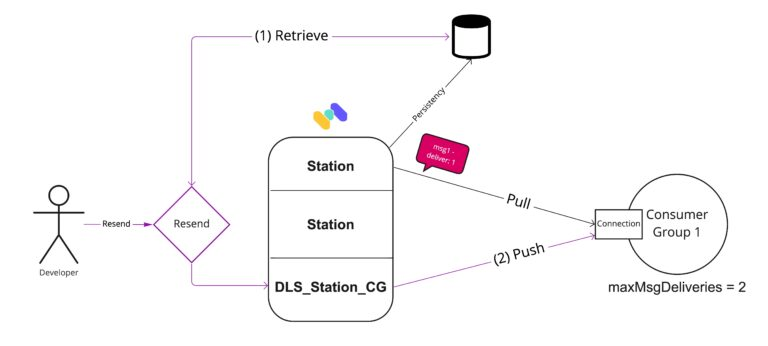 (1) Retrieve
Persistency
msg1 -
deliver: 1
Station
Pull
Station
Resend
Resend
Developer
Connection
Consumer
Group 1
(2) Push
DLS_Station_CG
maxMsgDeliveries = 2